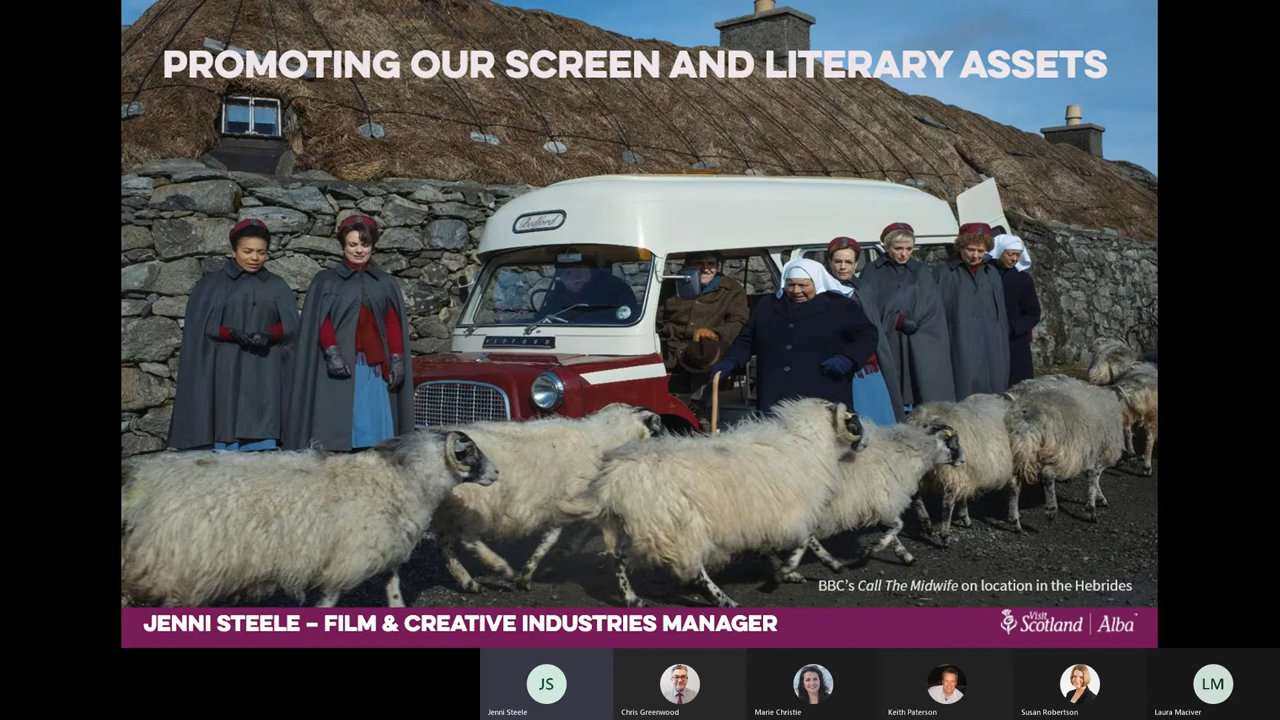 PROMOTING OUR SCREEN AND LITERARY ASSETS
Bedford
BEDFORD
BBC's Call The Midwife on location in the Hebrides
JENNI STEELE – FILM & CREATIVE INDUSTRIES MANAGER
Visit
Scotland | Alba™
JS
LM
Jenni Steele
Chris Greenwood
Marie Christie
Keith Paterson
Susan Robertson
Laura Maciver